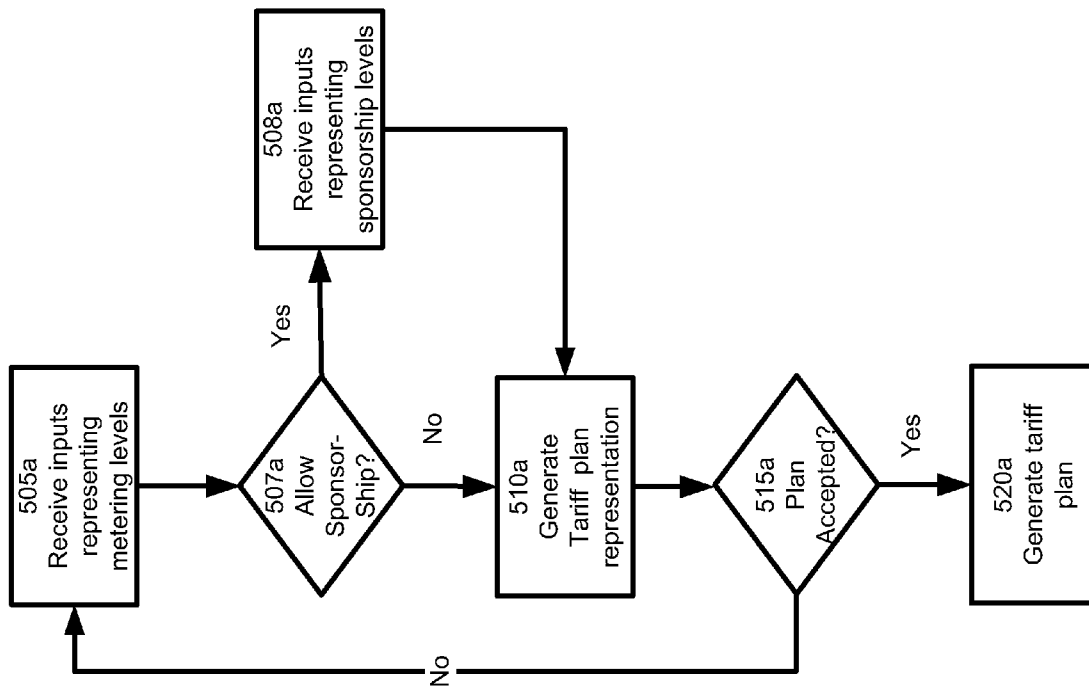 505a
Receive inputs
representing
metering levels
507a
Allow
Sponsor-
Ship?
Yes
508a
Receive inputs
representing
sponsorship levels
No
510a
Generate
Tariff plan
representation
515a
Plan
Accepted?
No
Yes
520a
Generate tariff
plan